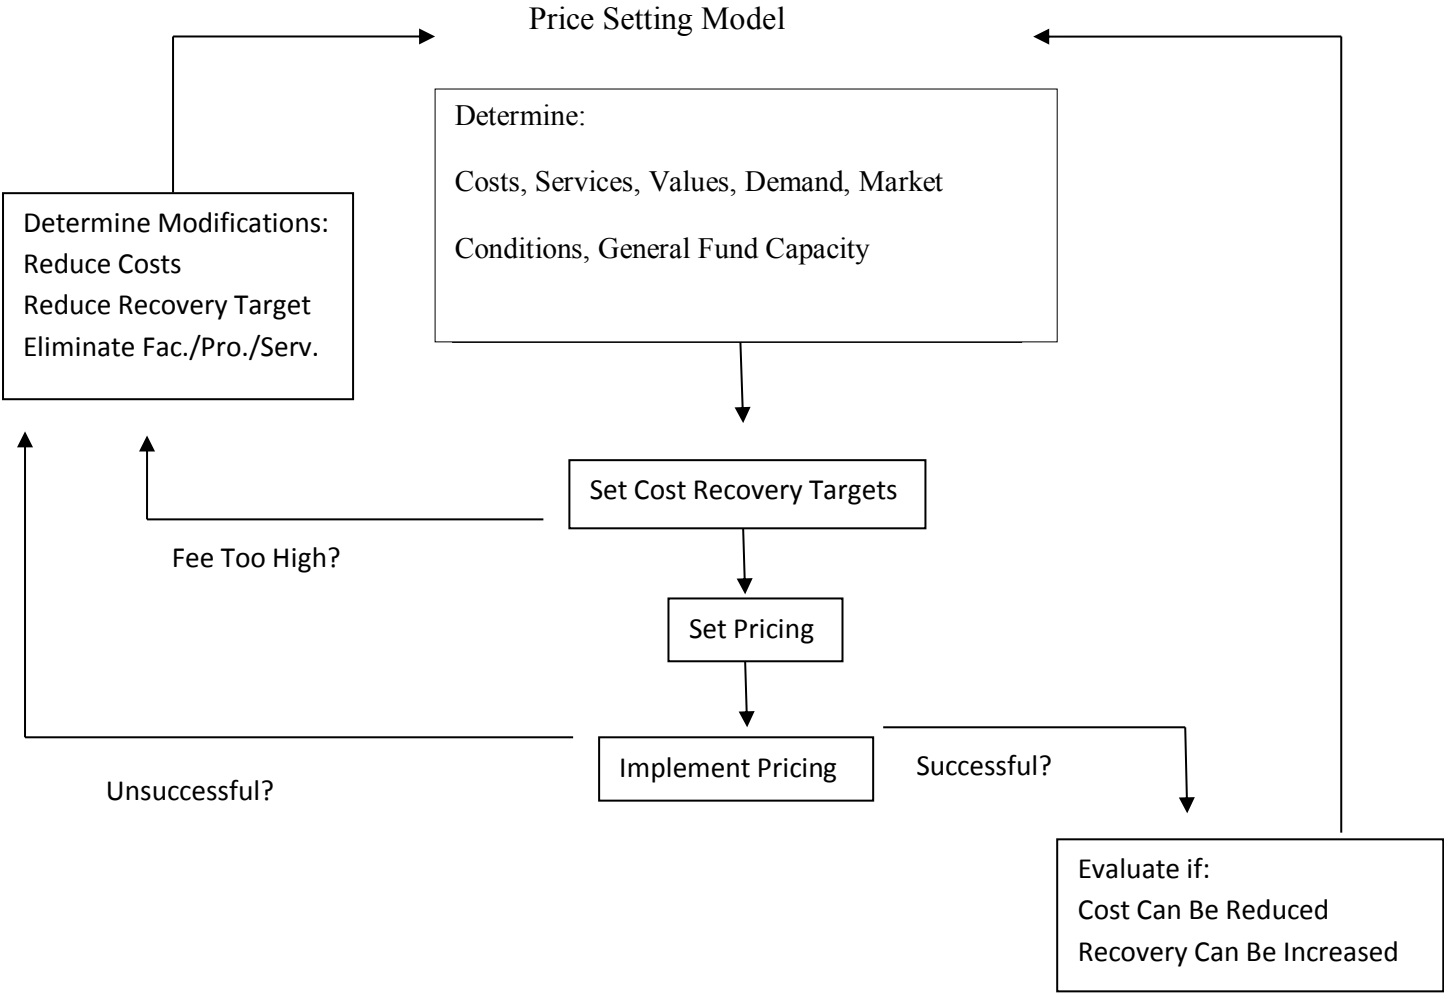 Price Setting Model
Determine:
Costs, Services, Values, Demand, Market
Conditions, General Fund Capacity
Determine Modifications:
Reduce Costs
Reduce Recovery Target
Eliminate Fac./Pro./Serv.
Set Cost Recovery Targets
Fee Too High?
Set Pricing
Implement Pricing
Successful?
Unsuccessful?
Evaluate if:
Cost Can Be Reduced
Recovery Can Be Increased